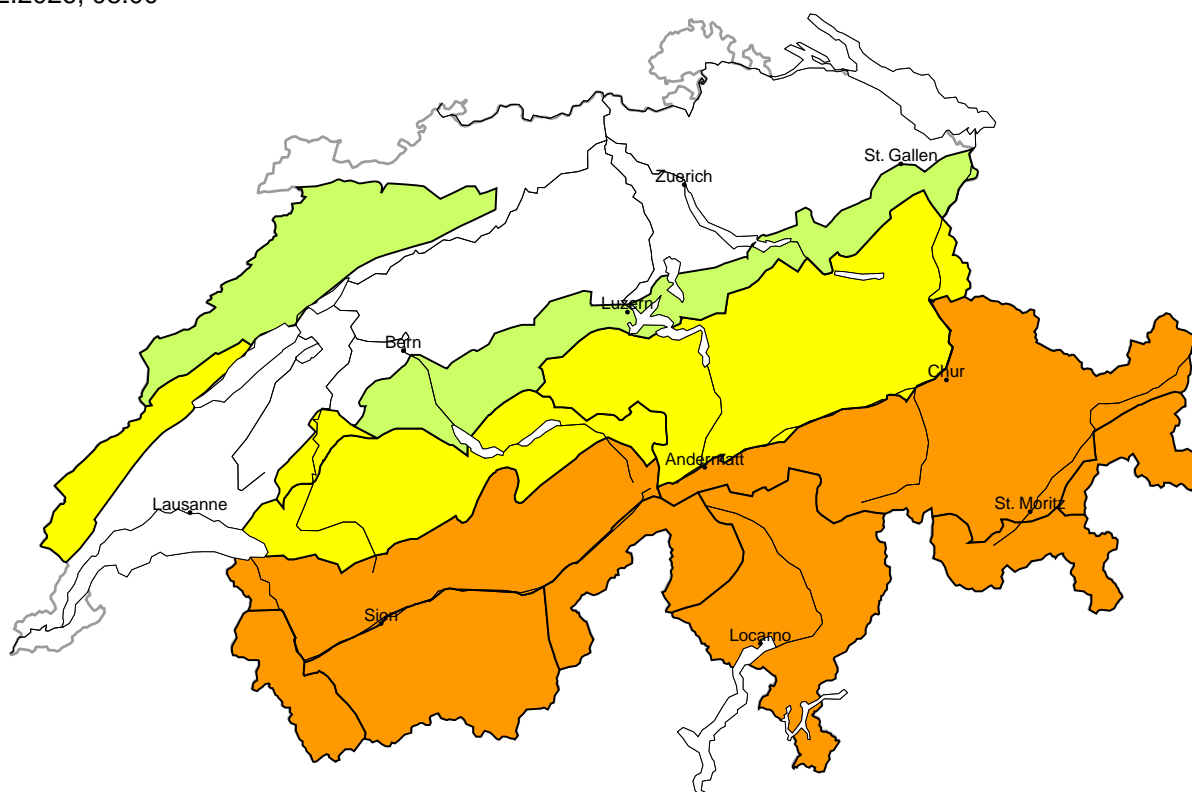 St. Gallen
Zuerich
Luzern
Bern
Chur
Andermatt
Lausanne
St. Moritz
Sion
Locarno